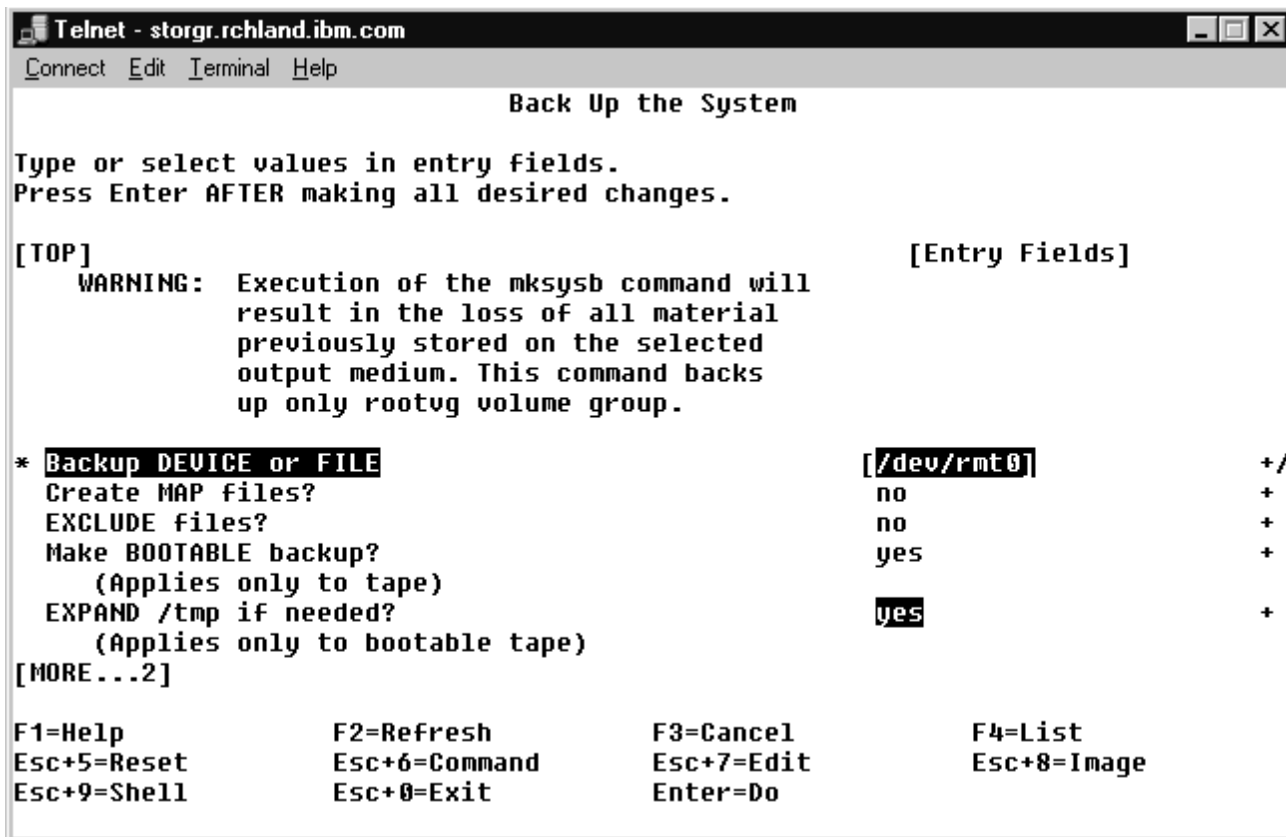 Telnet - storgr.rchland.ibm.com
Connect Edit Terminal Help
Back Up the System
Type or select values in entry fields.
Press Enter AFTER making all desired changes.
[TOP] [Entry Fields]
WARNING: Execution of the mksysb command will
result in the loss of all material
previously stored on the selected
output medium. This command backs
up only rootvg volume group.
* Backup DEVICE or FILE [/dev/rmt0] +/
Create MAP files? no +
EXCLUDE files? no +
Make BOOTABLE backup? yes +
(Applies only to tape)
EXPAND /tmp if needed? yes +
(Applies only to bootable tape)
[MORE...2]
F1=Help F2=Refresh F3=Cancel F4=List
Esc+5=Reset Esc+6=Command Esc+7=Edit Esc+8=Image
Esc+9=Shell Esc+0=Exit Enter=Do